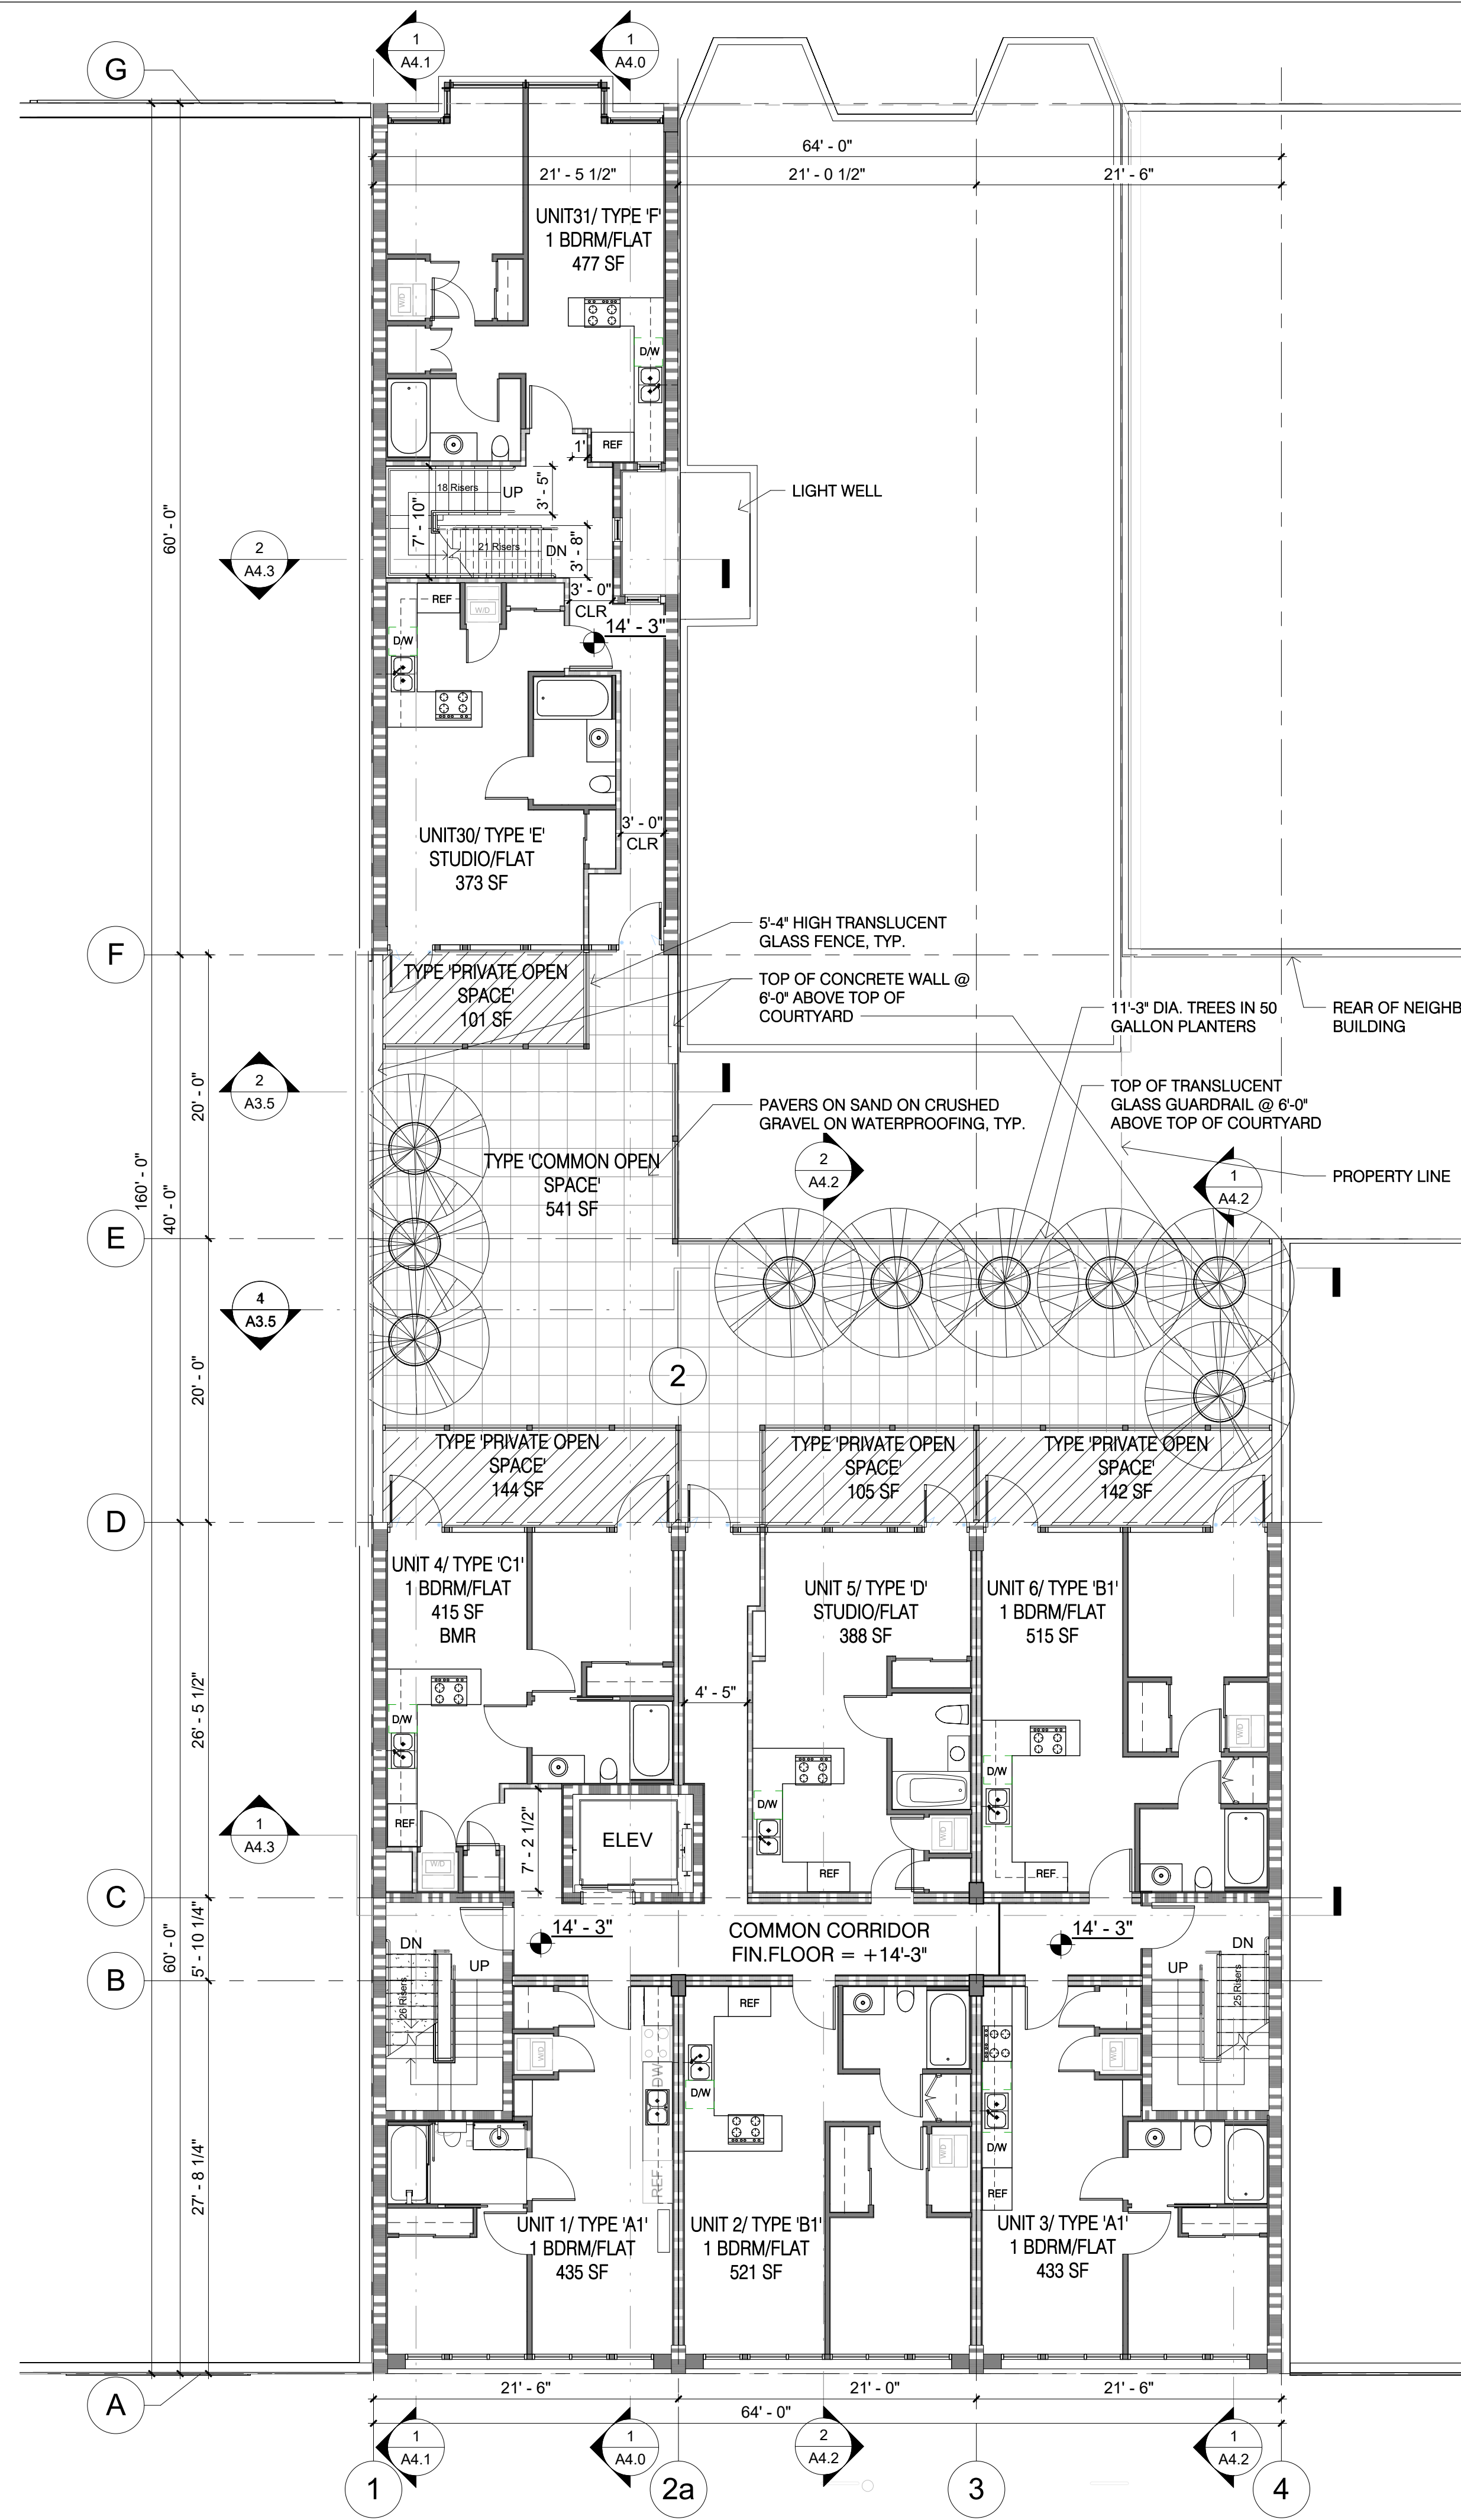 1
A4.1
1
A4.0
G
64' - 0"
21' - 5 1/2"
21' - 0 1/2"
21' - 6"
UNIT31/ TYPE 'F'
1 BDRM/FLAT
477 SF
W/D
D/W
REF
1'
18 Risers
UP
3' - 5"
7' - 10"
21 Risers
DN
3' - 8"
LIGHT WELL
60' - 0"
2
A4.3
3' - 0"
CLR
14' - 3"
REF
W/D
D/W
UNIT30/ TYPE 'E'
STUDIO/FLAT
373 SF
3' - 0"
CLR
F
5'-4" HIGH TRANSLUCENT
GLASS FENCE, TYP.
TYPE 'PRIVATE OPEN
SPACE'
101 SF
TOP OF CONCRETE WALL @
6'-0" ABOVE TOP OF
COURTYARD
11'-3" DIA. TREES IN 50
GALLON PLANTERS
REAR OF NEIGHB
BUILDING
2
A3.5
20' - 0"
PAVERS ON SAND ON CRUSHED
GRAVEL ON WATERPROOFING, TYP.
TOP OF TRANSLUCENT
GLASS GUARDRAIL @ 6'-0"
ABOVE TOP OF COURTYARD
TYPE 'COMMON OPEN
SPACE'
541 SF
2
A4.2
1
A4.2
PROPERTY LINE
160' - 0"
40' - 0"
E
4
A3.5
20' - 0"
2
TYPE 'PRIVATE OPEN
SPACE'
144 SF
TYPE 'PRIVATE OPEN
SPACE'
105 SF
TYPE 'PRIVATE OPEN
SPACE'
142 SF
D
UNIT 4/ TYPE 'C1'
1 BDRM/FLAT
415 SF
BMR
UNIT 5/ TYPE 'D'
STUDIO/FLAT
388 SF
UNIT 6/ TYPE 'B1'
1 BDRM/FLAT
515 SF
26' - 5 1/2"
4' - 5"
D/W
D/W
D/W
W/D
1
A4.3
REF
W/D
7' - 2 1/2"
ELEV
W/D
REF
REF
C
5' - 10 1/4"
60' - 0"
14' - 3"
COMMON CORRIDOR
FIN.FLOOR = +14'-3"
14' - 3"
DN
UP
UP
DN
B
26 Risers
25 Risers
REF
W/D
DW
D/W
W/D
W/D
D/W
REF
REF
27' - 8 1/4"
UNIT 1/ TYPE 'A1'
1 BDRM/FLAT
435 SF
UNIT 2/ TYPE 'B1'
1 BDRM/FLAT
521 SF
UNIT 3/ TYPE 'A1'
1 BDRM/FLAT
433 SF
A
21' - 6"
21' - 0"
21' - 6"
64' - 0"
1
A4.1
1
A4.0
2
A4.2
1
A4.2
1
2a
3
4